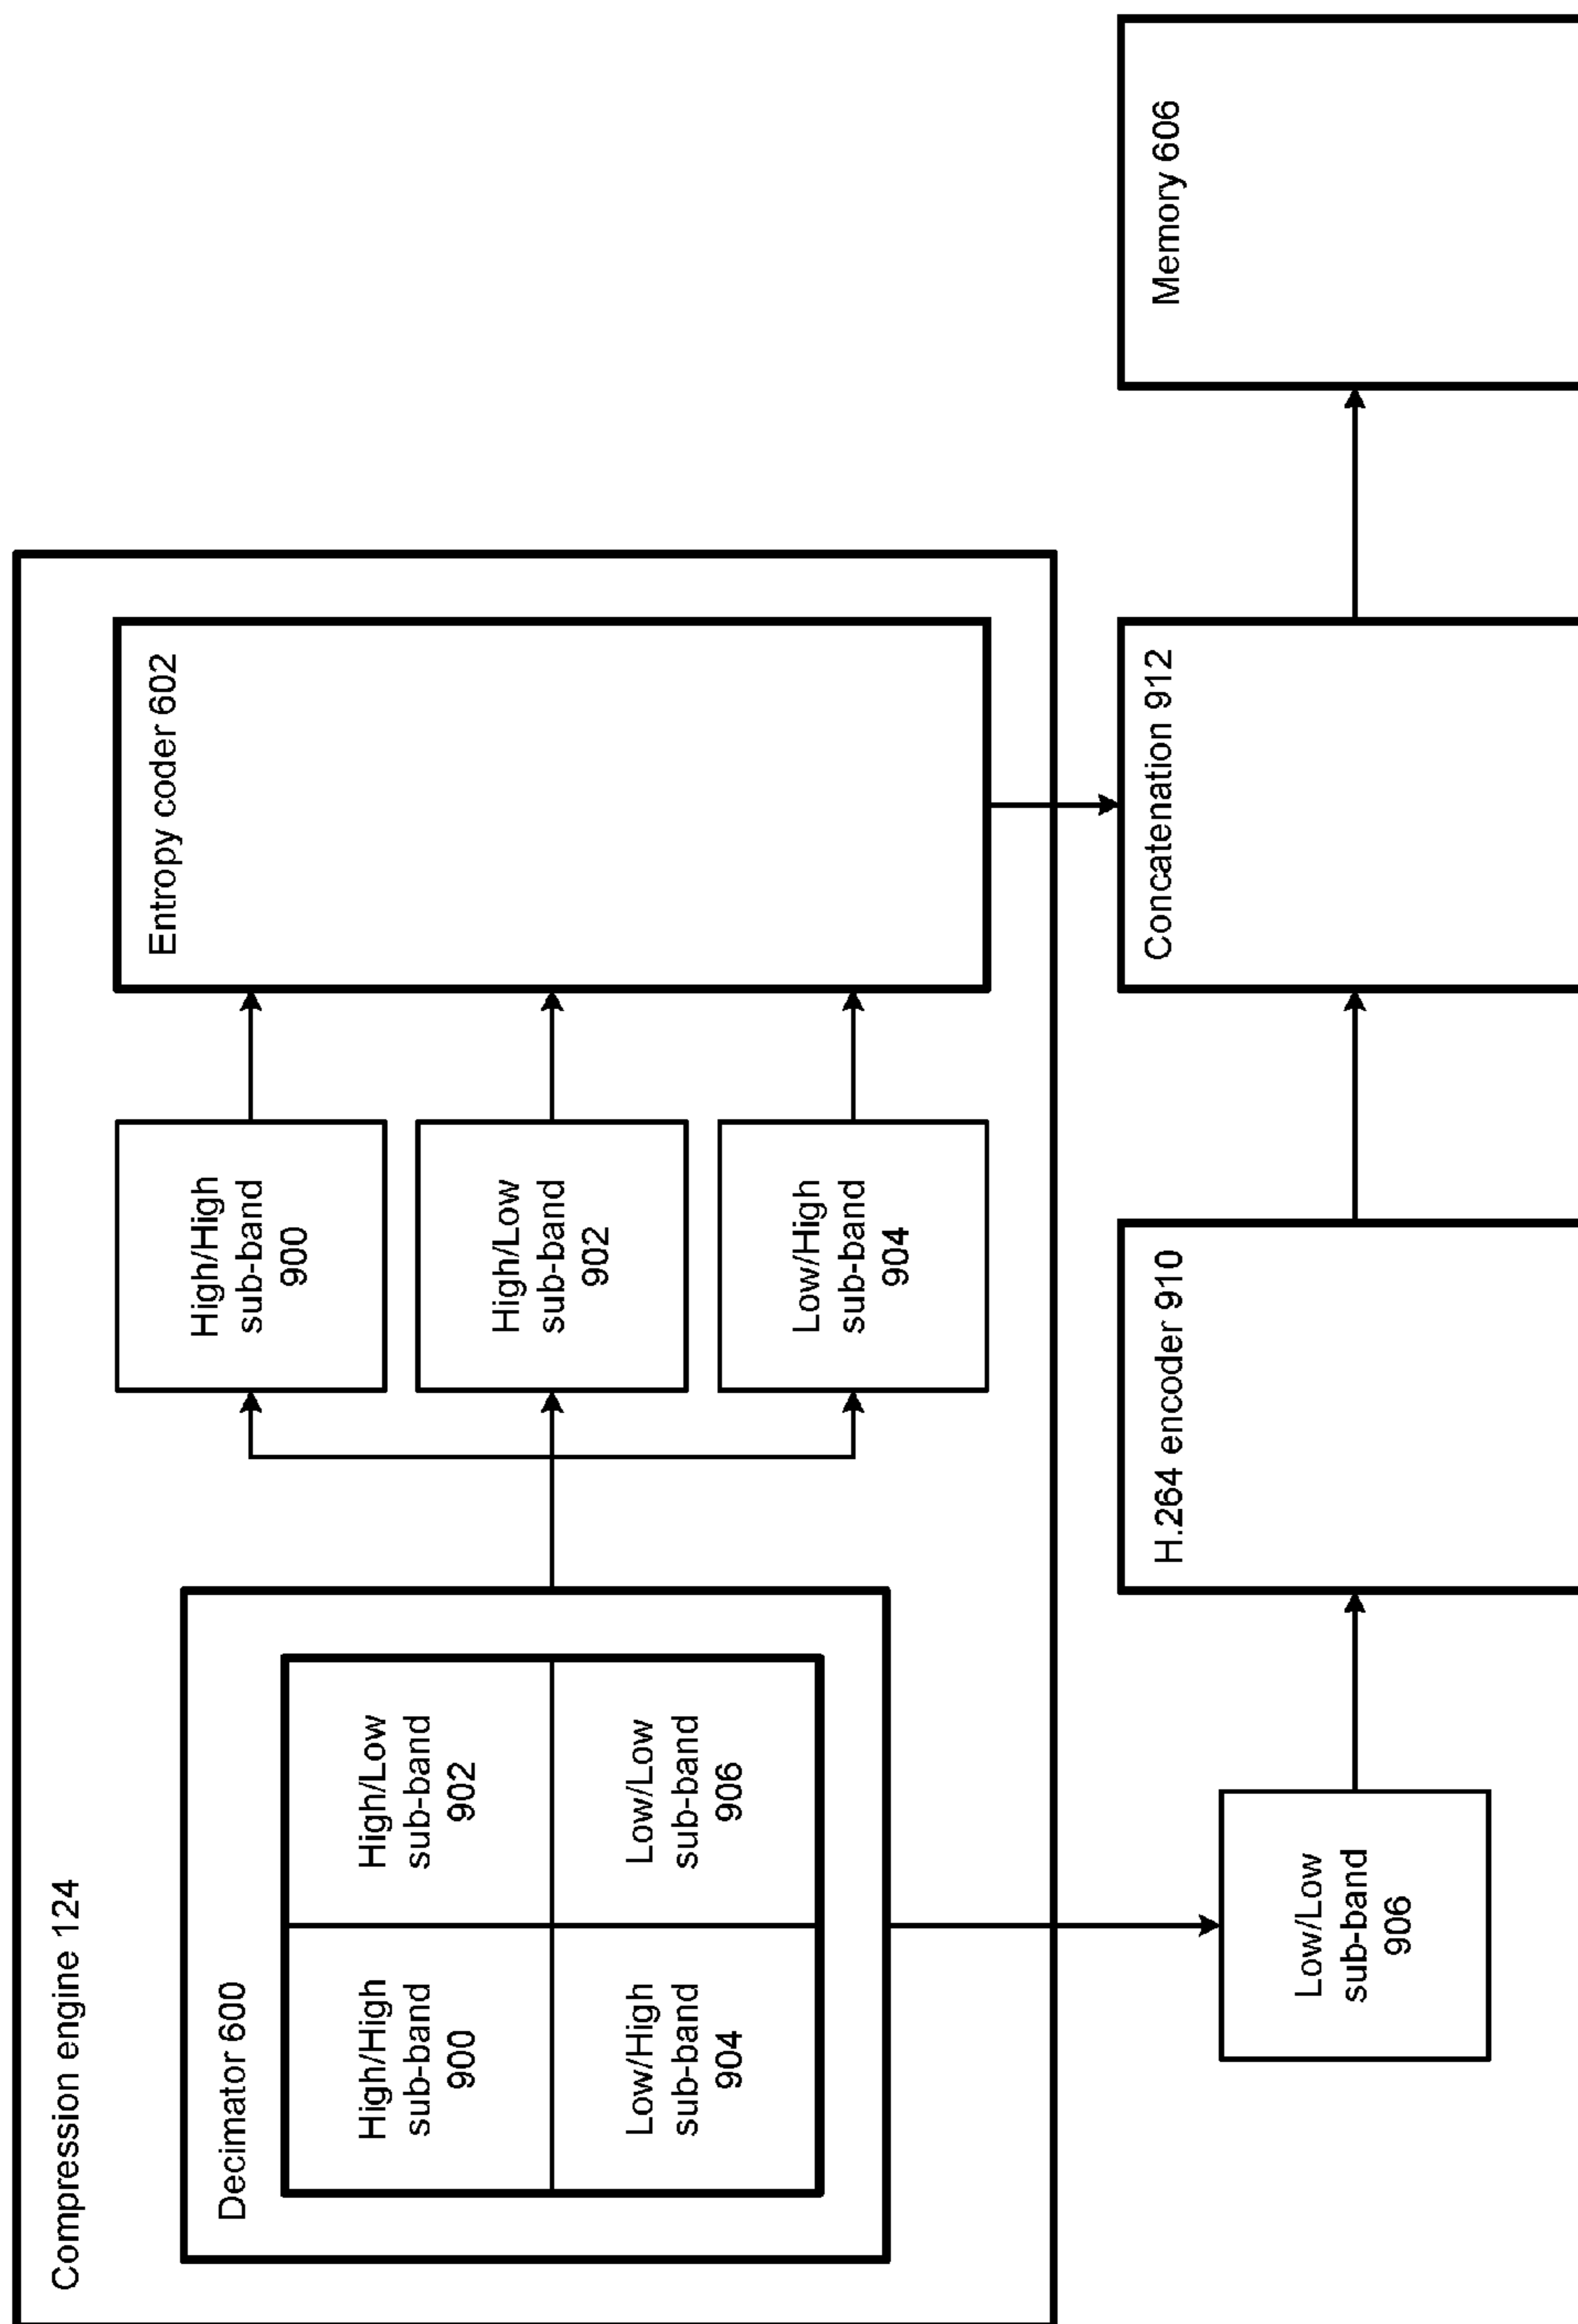 Compression engine 124
Decimator 600
High/High
sub-band
900
High/Low
sub-band
902
Low/High
sub-band
904
Low/Low
sub-band
906
High/High
sub-band
900
High/Low
sub-band
902
Low/High
sub-band
904
Entropy coder 602
Low/Low
sub-band
906
H.264 encoder 910
Concatenation 912
Memory 606